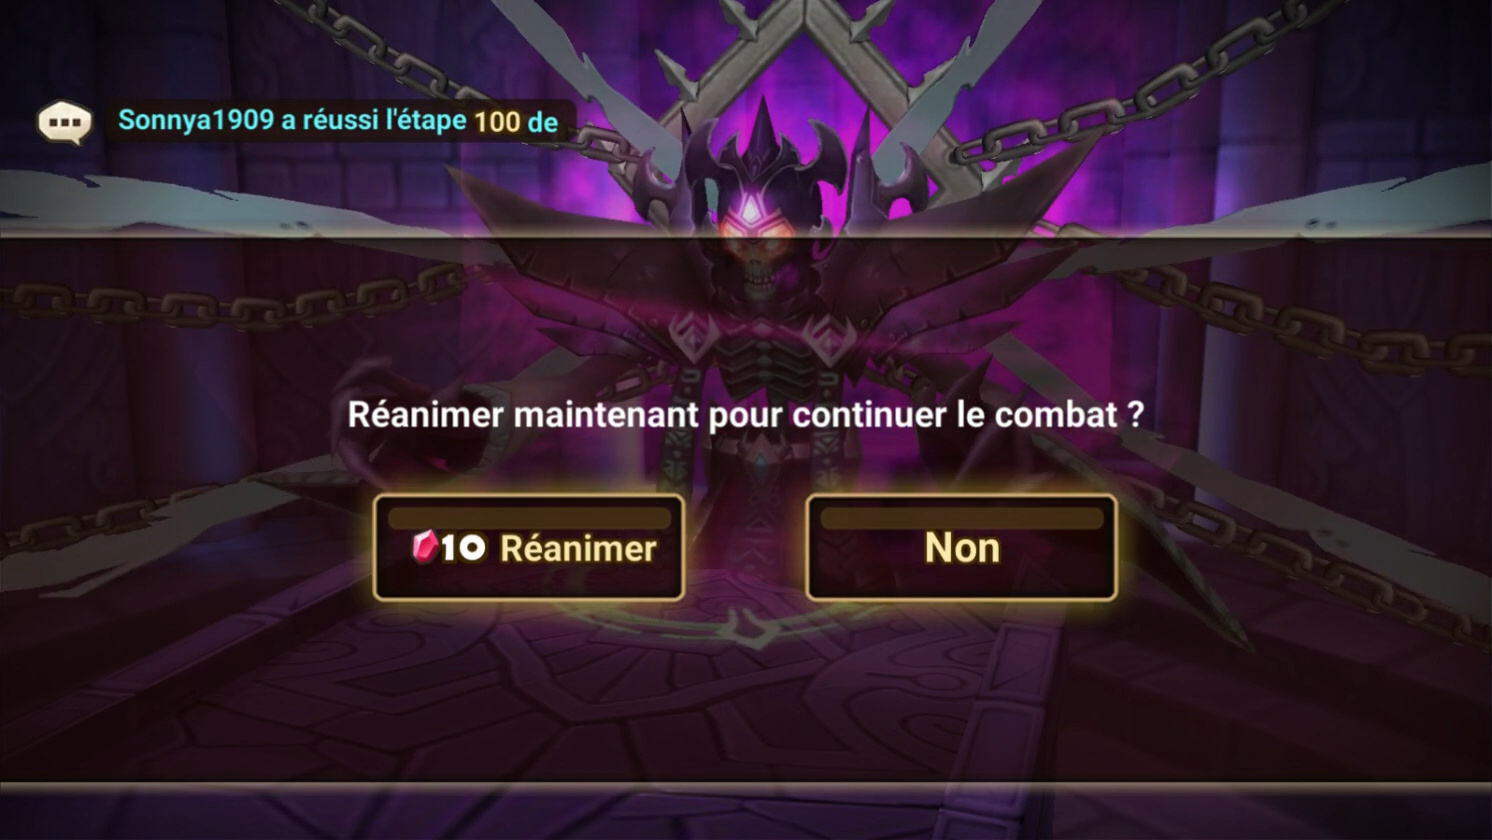 Sonnya1909 a réussi l'étape 100 de
Réanimer maintenant pour continuer le combat ?
10 Réanimer
Non